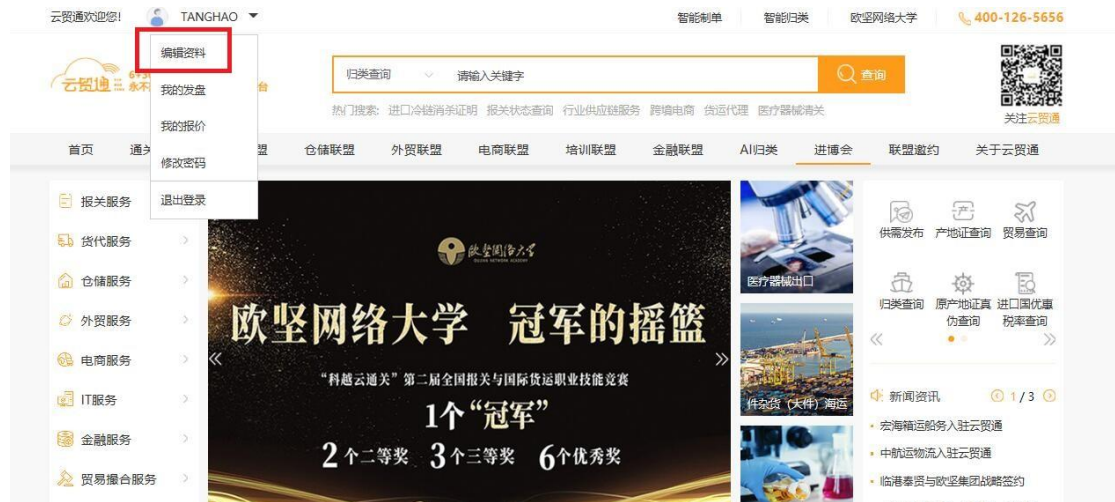 云贸通欢迎您!
TANGHAO
智能制单
智能归类
欧坚网络大学
400-126-5656
编辑资料
我的发盘
我的报价
修改密码
退出登录
云贸通
台
归类查询
请输入关键字
查询
热门搜索: 进口冷链消杀证明 报关状态查询 行业供应链服务 跨境电商 货运代理 医疗器械清关
关注云贸通
首页
通关
盟
仓储联盟
外贸联盟
电商联盟
培训联盟
金融联盟
AI归类
进博会
联盟邀约
关于云贸通
报关服务
货代服务
仓储服务
外贸服务
电商服务
IT服务
金融服务
贸易撮合服务
欧坚网络大学
欧坚网络大学 冠军的摇篮
“科越云通关”第二届全国报关与国际货运职业技能竞赛
1个“冠军”
2个二等奖 3个三等奖 6个优秀奖
医疗器械出口
件杂货(大件)海运
供需发布
产地证查询
贸易查询
归类查询
原产地证真
伪查询
进口国优惠
税率查询
新闻资讯
1 / 3
宏海箱运船务入驻云贸通
中航运物流入驻云贸通
临港奉贤与欧坚集团战略签约